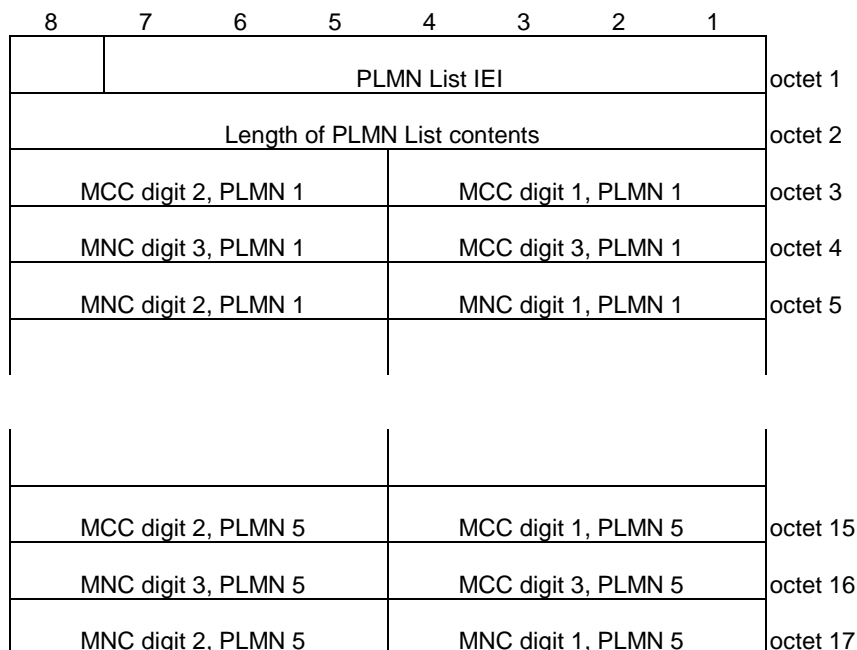 8 7 6 5 4 3 2 1
PLMN List IEI octet 1
Length of PLMN List contents octet 2
MCC digit 2, PLMN 1 MCC digit 1, PLMN 1 octet 3
MNC digit 3, PLMN 1 MCC digit 3, PLMN 1 octet 4
MNC digit 2, PLMN 1 MNC digit 1, PLMN 1 octet 5
MCC digit 2, PLMN 5 MCC digit 1, PLMN 5 octet 15
MNC digit 3, PLMN 5 MCC digit 3, PLMN 5 octet 16
MNC digit 2, PLMN 5 MNC digit 1, PLMN 5 octet 17